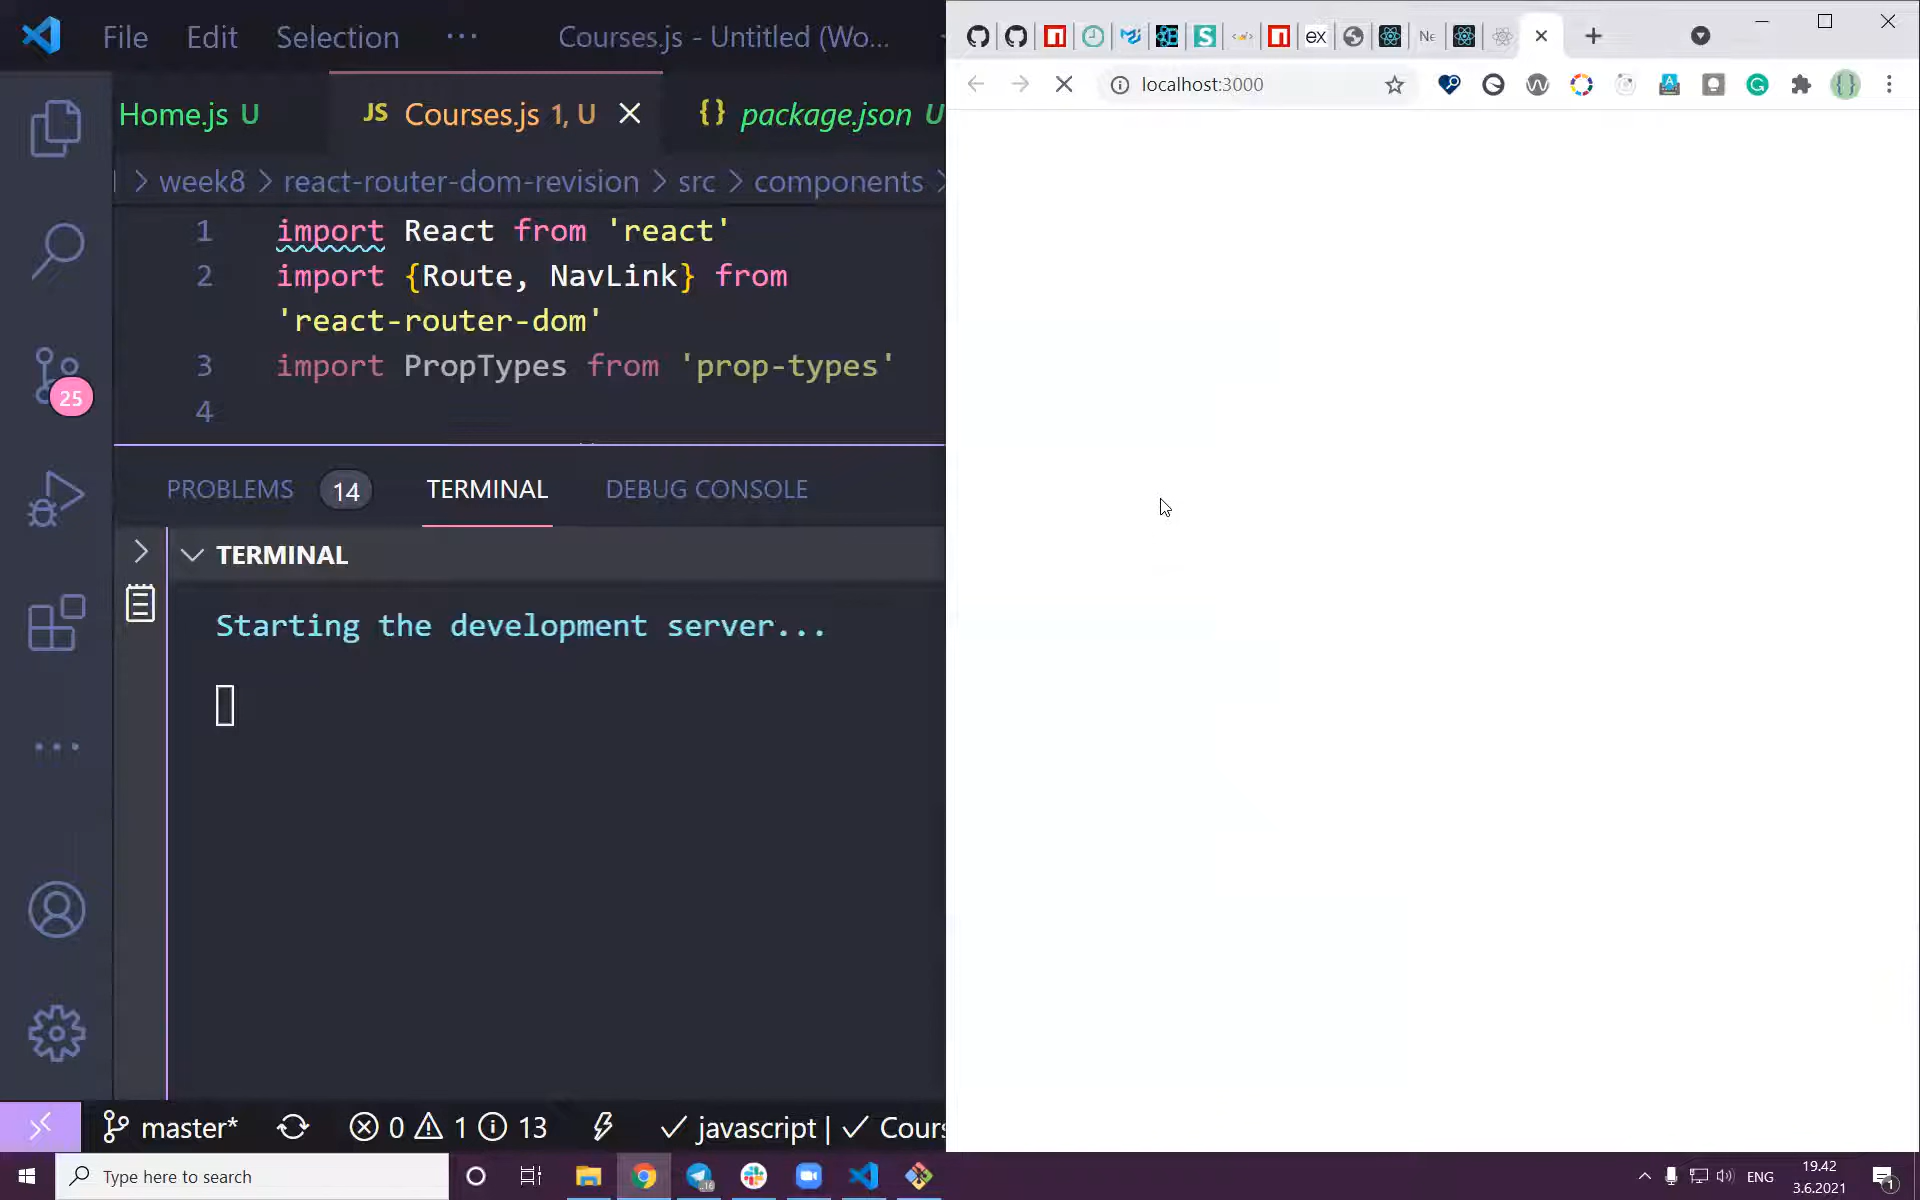 File Edit Selection ··· Courses.js - Untitled (Wo...
Home.js U JS Courses.js 1, U {} package.json U
> week8 > react-router-dom-revision > src > components >
1 import React from 'react'
2 import {Route, NavLink} from
'react-router-dom'
3 import PropTypes from 'prop-types'
4
PROBLEMS 14 TERMINAL DEBUG CONSOLE
TERMINAL
Starting the development server...
25
master* 0 1 13 javascript | Cours
ex Ne
localhost:3000
Type here to search
ENG
19.42
3.6.2021
1